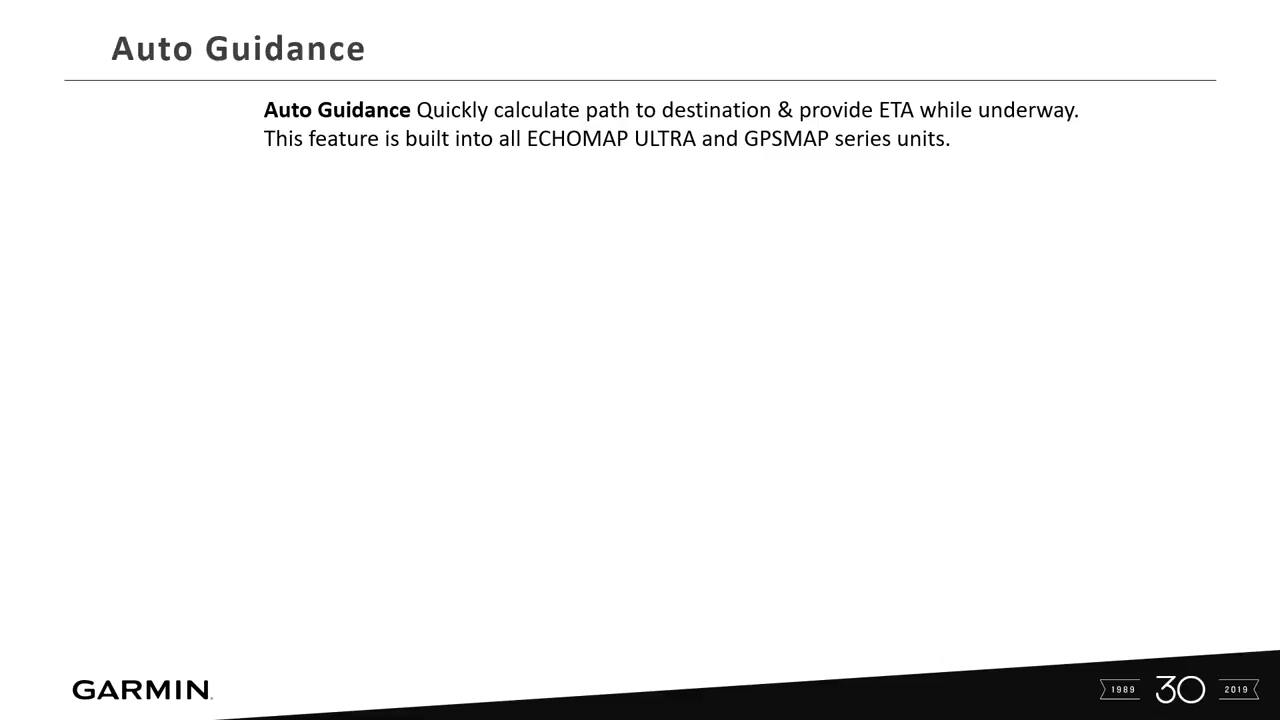 Auto Guidance
Auto Guidance Quickly calculate path to destination & provide ETA while underway.
This feature is built into all ECHOMAP ULTRA and GPSMAP series units.
GARMIN.
1989 30 2019